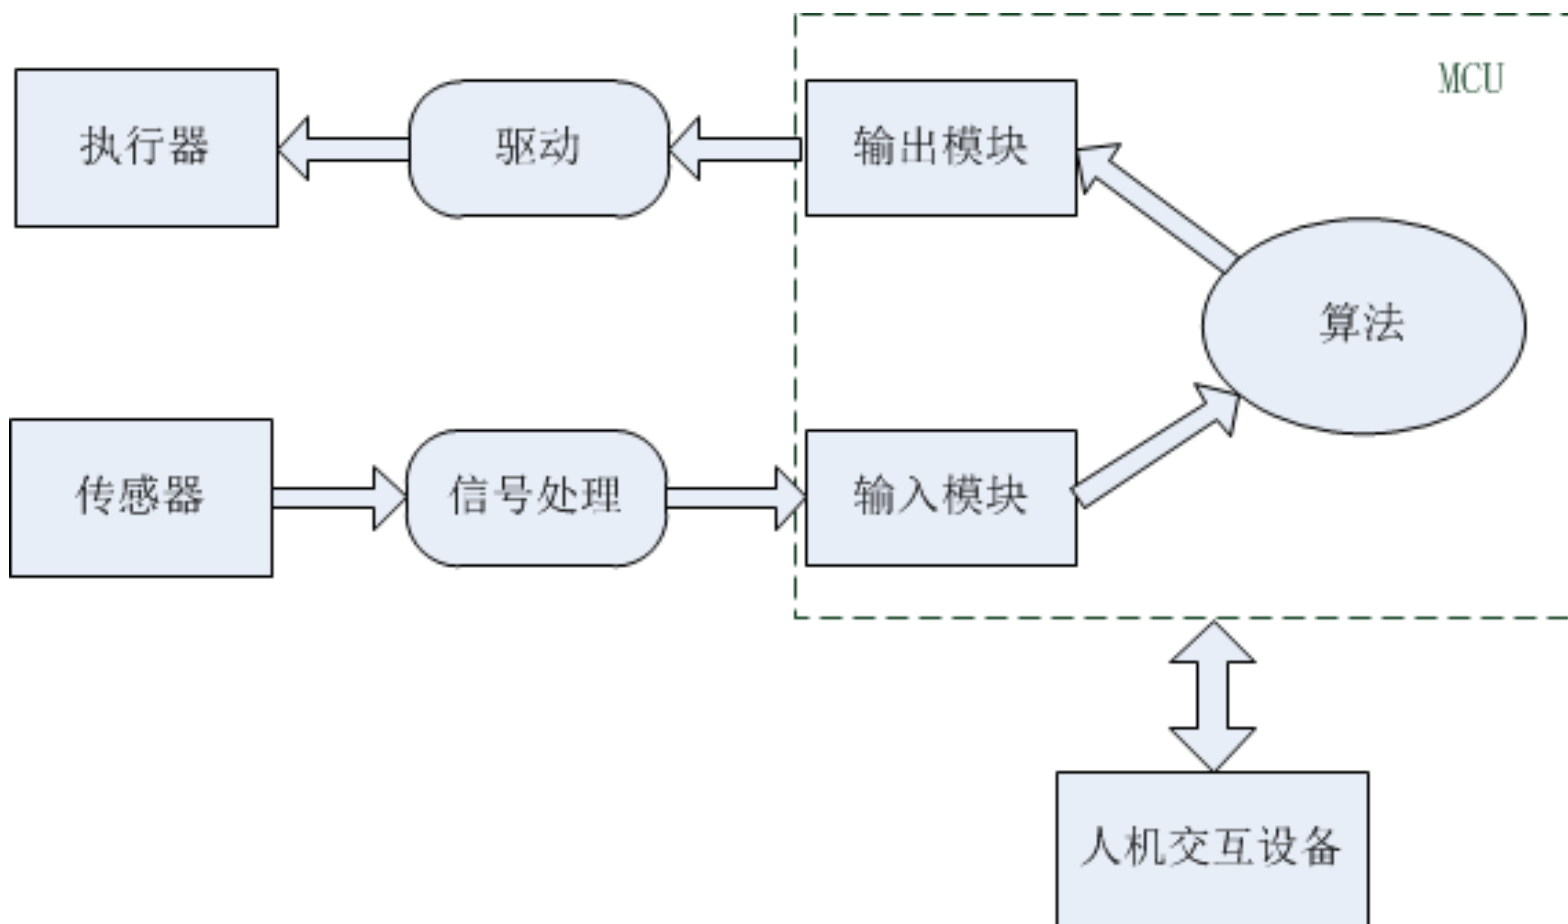 MCU
执行器
驱动
输出模块
算法
传感器
信号处理
输入模块
人机交互设备